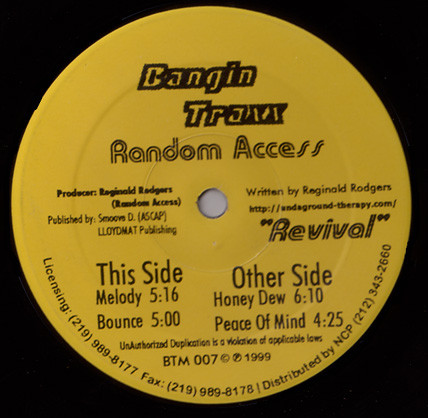 Bangin
Traxx
Random Access
Producer: Reginald Rodgers
(Random Access)
Published by: Smoove D. (ASCAP)
LLOYDMAT Publishing
Written by Reginald Rodgers
http://undaground-therapy.com/
"Revival"
This Side
Melody 5:16
Bounce 5:00
Other Side
Honey Dew 6:10
Peace Of Mind 4:25
UnAuthorized Duplication is a violation of applicable laws
BTM 007 © ℗ 1999
Licensing: (219) 989-8177 Fax: (219) 989-8178 | Distributed by NCP (212) 343-2660